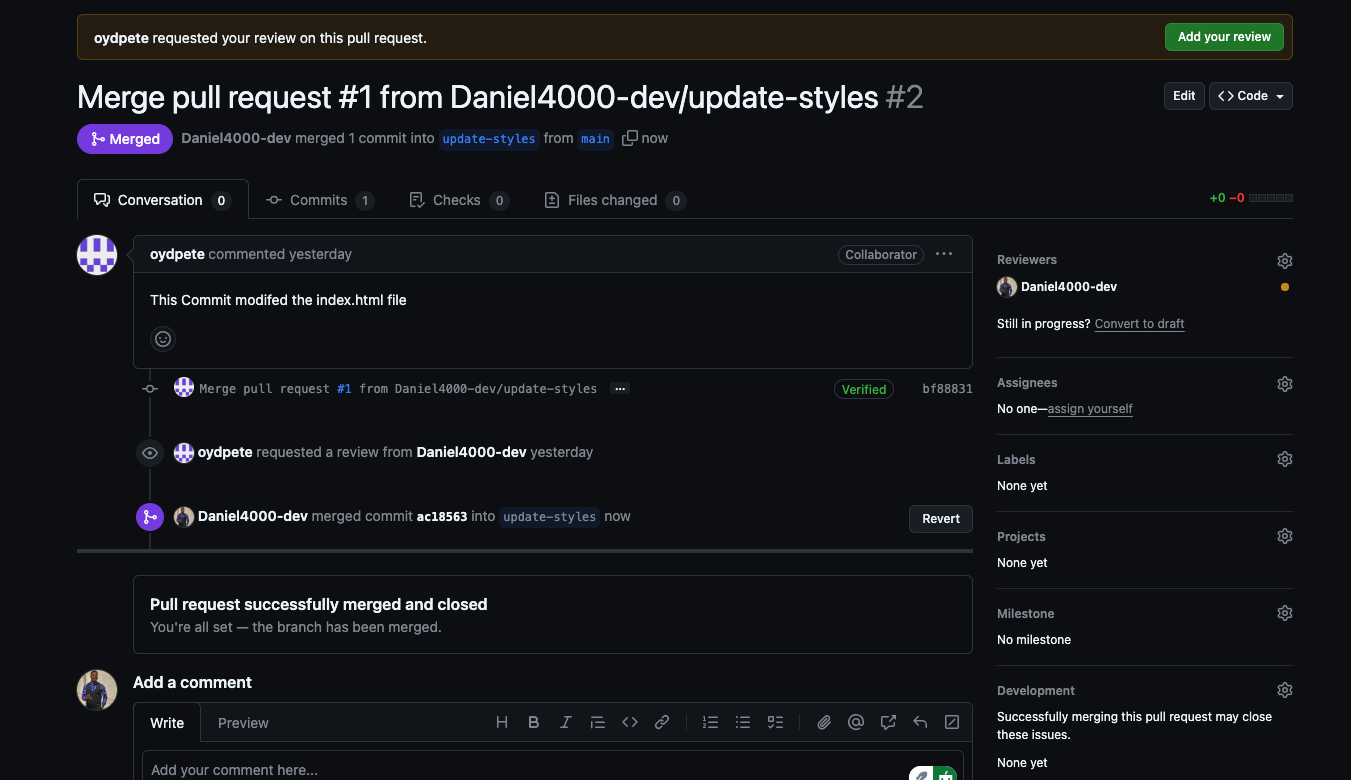 oydpete requested your review on this pull request.
Add your review
Merge pull request #1 from Daniel4000-dev/update-styles #2
Edit
Code
Merged
Daniel4000-dev merged 1 commit into update-styles from main now
Conversation 0
Commits 1
Checks 0
Files changed 0
+0 −0
oydpete commented yesterday
Collaborator
This Commit modifed the index.html file
Merge pull request #1 from Daniel4000-dev/update-styles ...
Verified
bf88831
oydpete requested a review from Daniel4000-dev yesterday
Daniel4000-dev merged commit ac18563 into update-styles now
Revert
Pull request successfully merged and closed
You're all set — the branch has been merged.
Add a comment
Write
Preview
Add your comment here...
Reviewers
Daniel4000-dev
Still in progress? Convert to draft
Assignees
No one—assign yourself
Labels
None yet
Projects
None yet
Milestone
No milestone
Development
Successfully merging this pull request may close
these issues.
None yet